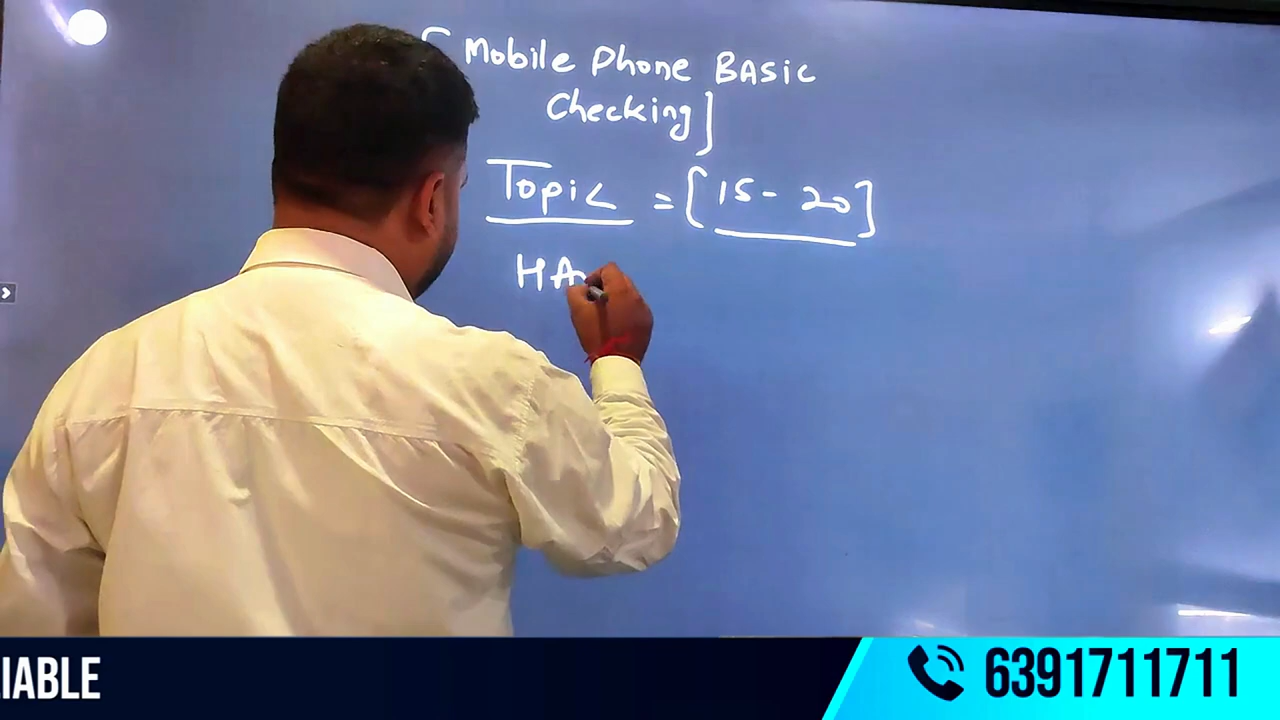 [Mobile Phone BASIC
Checking]
Topic = [15 - 20]
HA
IABLE
6391711711